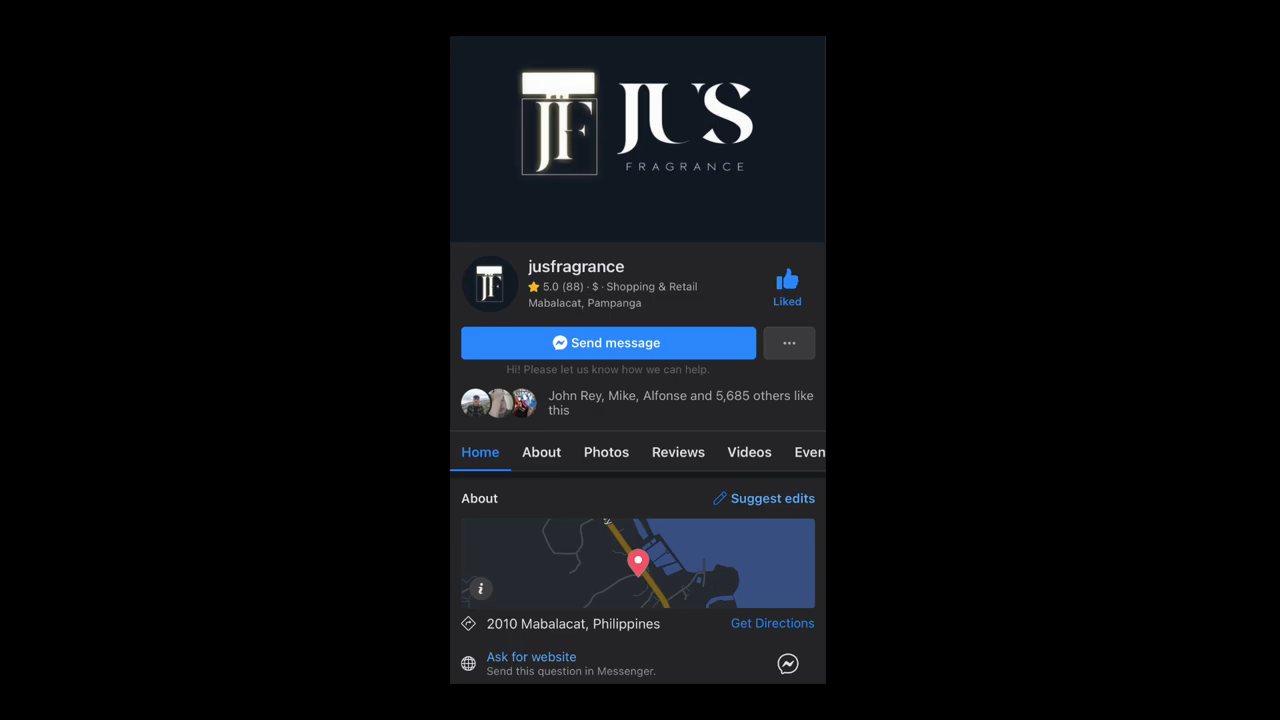 JF
JUS
FRAGRANCE
JF
jusfragrance
5.0 (88) · $ · Shopping & Retail
Mabalacat, Pampanga
Liked
Send message
...
Hi! Please let us know how we can help.
John Rey, Mike, Alfonse and 5,685 others like
this
Home About Photos Reviews Videos Even
About
Suggest edits
i
2010 Mabalacat, Philippines
Get Directions
Ask for website
Send this question in Messenger.